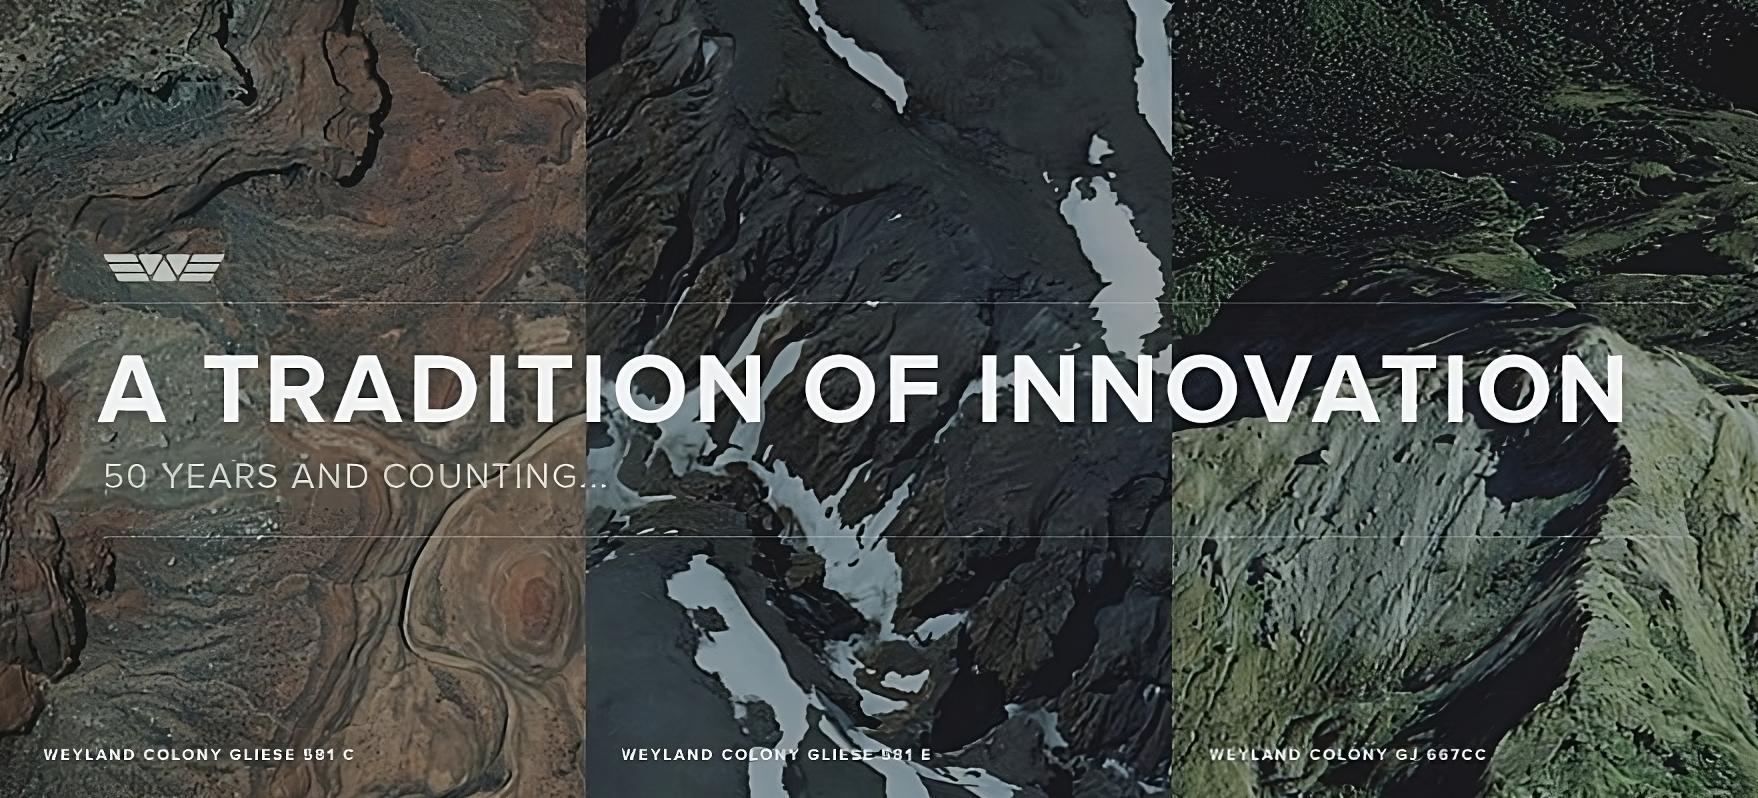 A TRADITION OF INNOVATION
50 YEARS AND COUNTING...
WEYLAND COLONY GLIESE 581 C
WEYLAND COLONY GLIESE 581 E
WEYLAND COLONY GJ 667CC